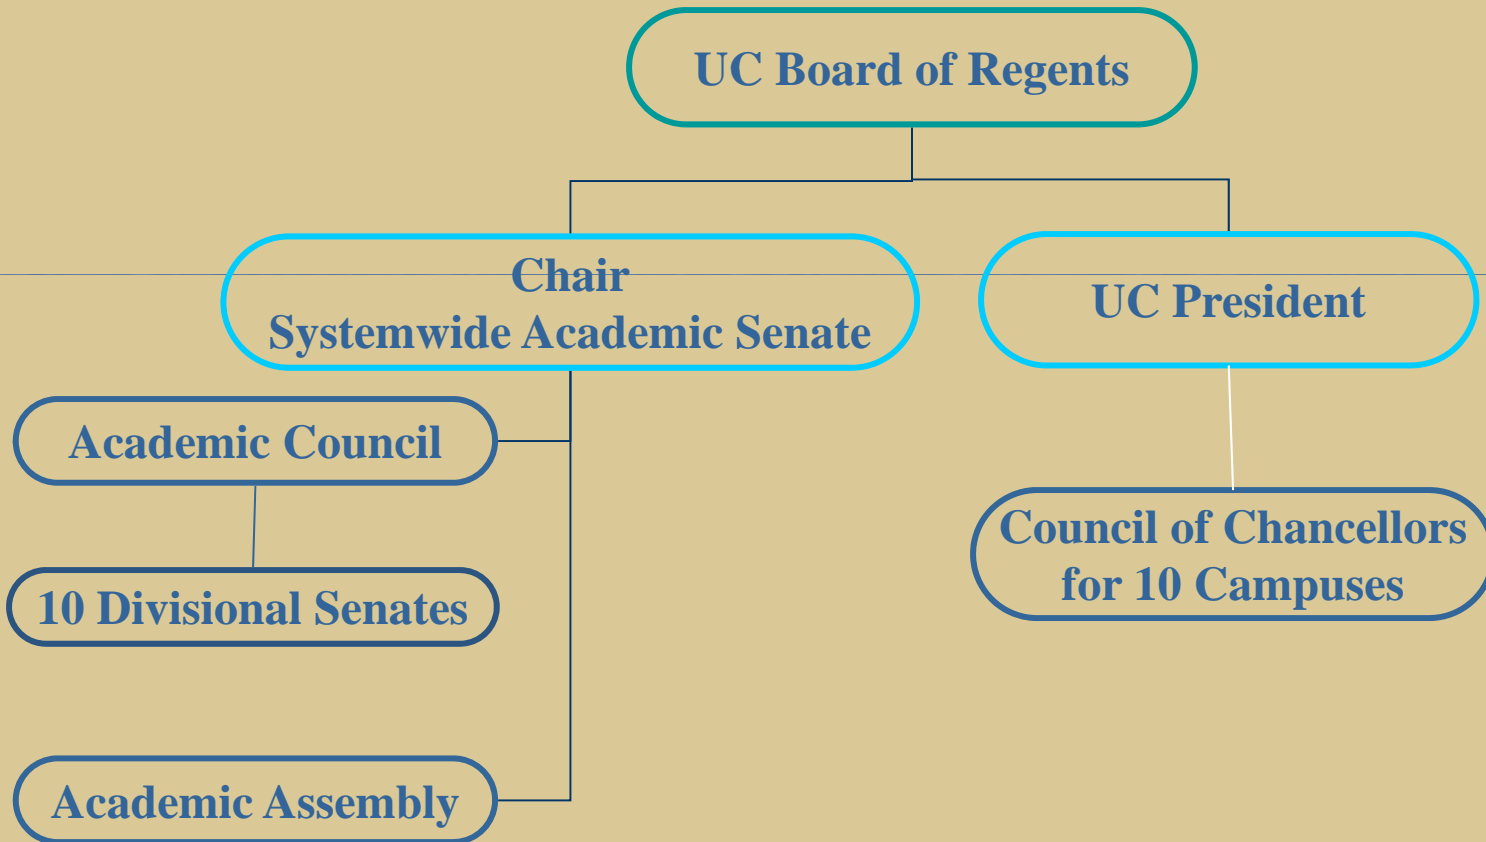 UC Board of Regents
Chair
Systemwide Academic Senate
UC President
Academic Council
Council of Chancellors
for 10 Campuses
10 Divisional Senates
Academic Assembly